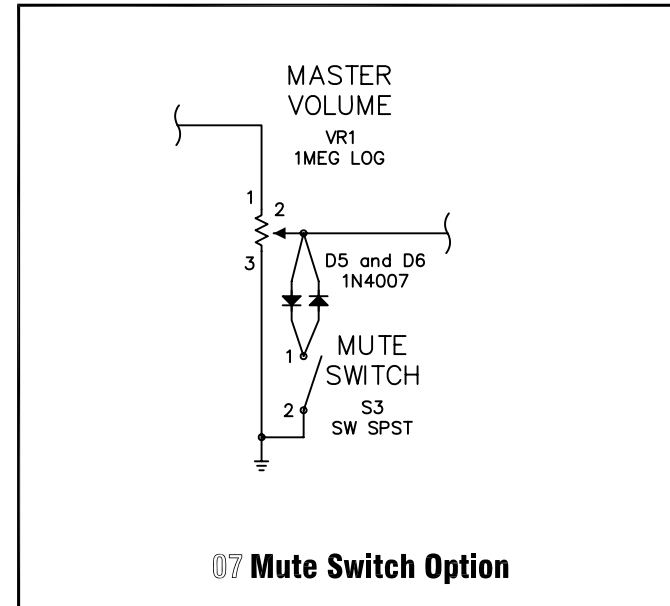 MASTER
VOLUME
VR1
1MEG LOG
1
2
3
D5 and D6
1N4007
1
MUTE
SWITCH
2
S3
SW SPST
07 Mute Switch Option